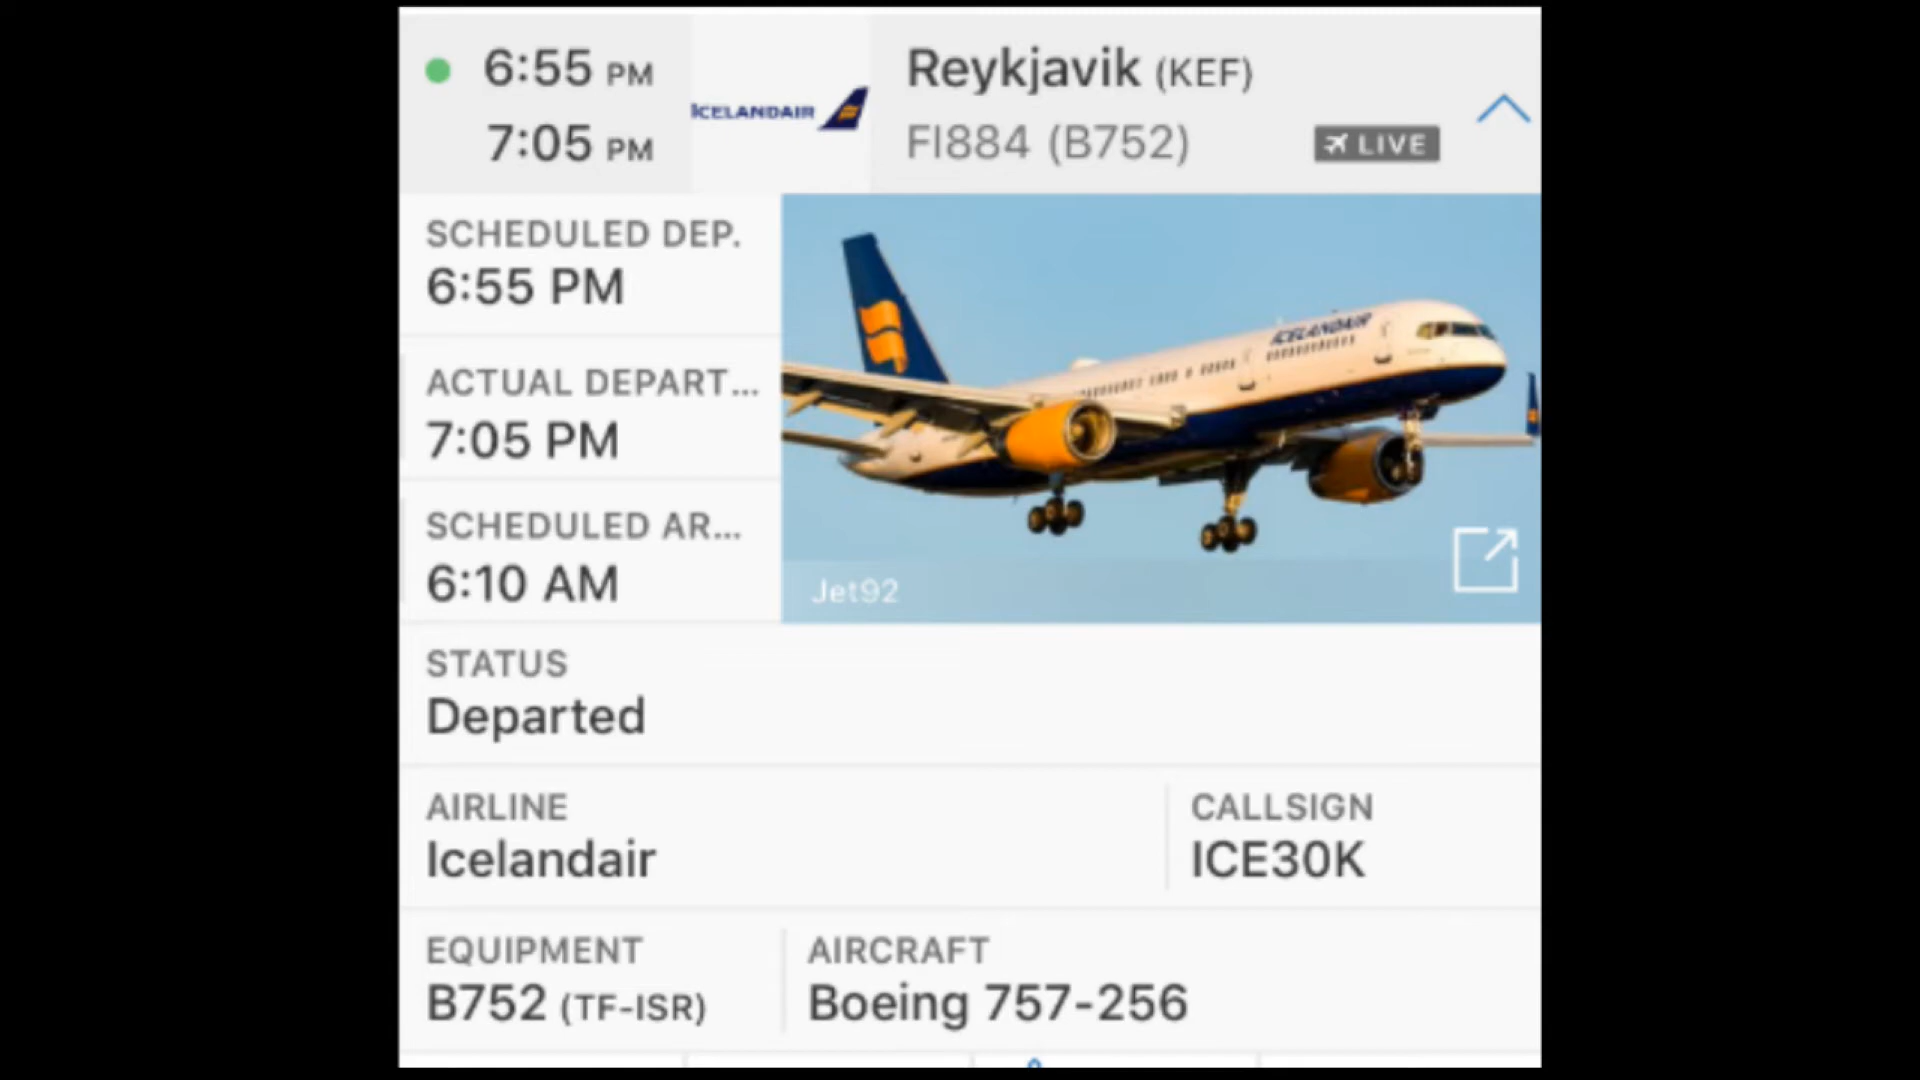 6:55 PM
7:05 PM
ICELANDAIR
Reykjavik (KEF)
FI884 (B752)
LIVE
SCHEDULED DEP.
6:55 PM
ACTUAL DEPART...
7:05 PM
SCHEDULED AR...
6:10 AM
ICELANDAIR
Jet92
STATUS
Departed
AIRLINE
Icelandair
CALLSIGN
ICE30K
EQUIPMENT
B752 (TF-ISR)
AIRCRAFT
Boeing 757-256